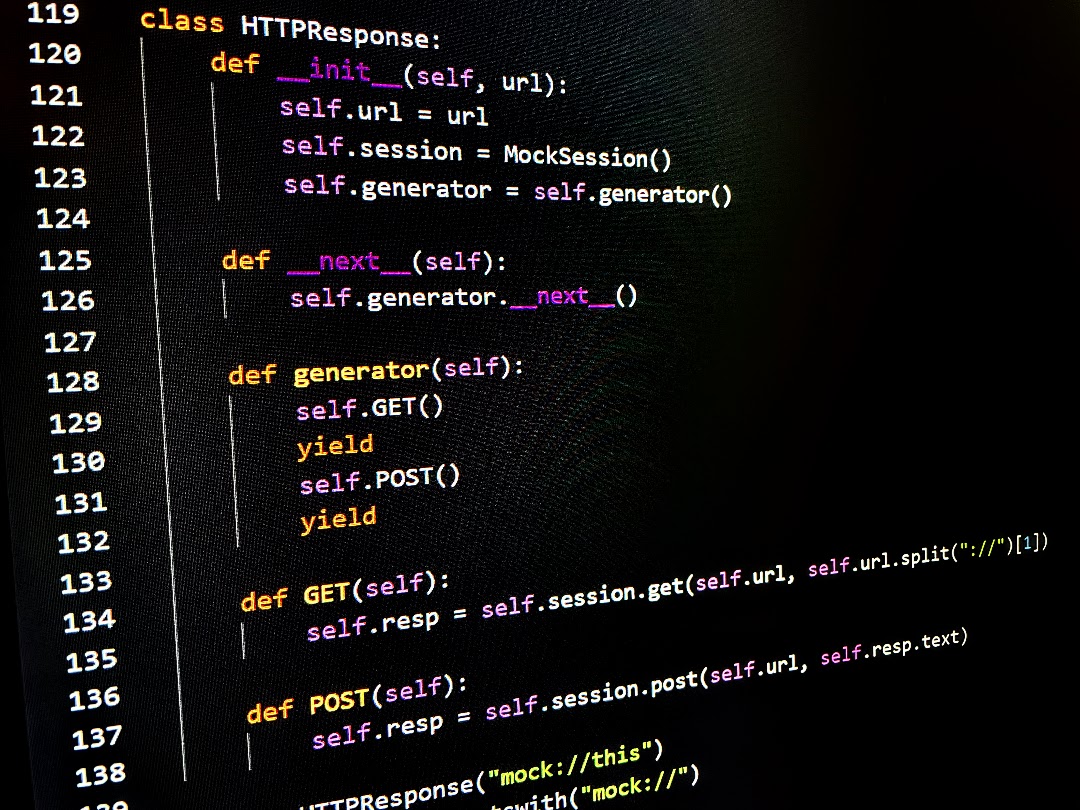 119 class HTTPResponse:
120 def __init__(self, url):
121 self.url = url
122 self.session = MockSession()
123 self.generator = self.generator()
124
125 def __next__(self):
126 self.generator.__next__()
127
128 def generator(self):
129 self.GET()
130 yield
131 self.POST()
132 yield
133
134 def GET(self):
135 self.resp = self.session.get(self.url, self.url.split("://")[1])
136
137 def POST(self):
138 self.resp = self.session.post(self.url, self.resp.text)
139
HTTPResponse("mock://this")
("mock://")